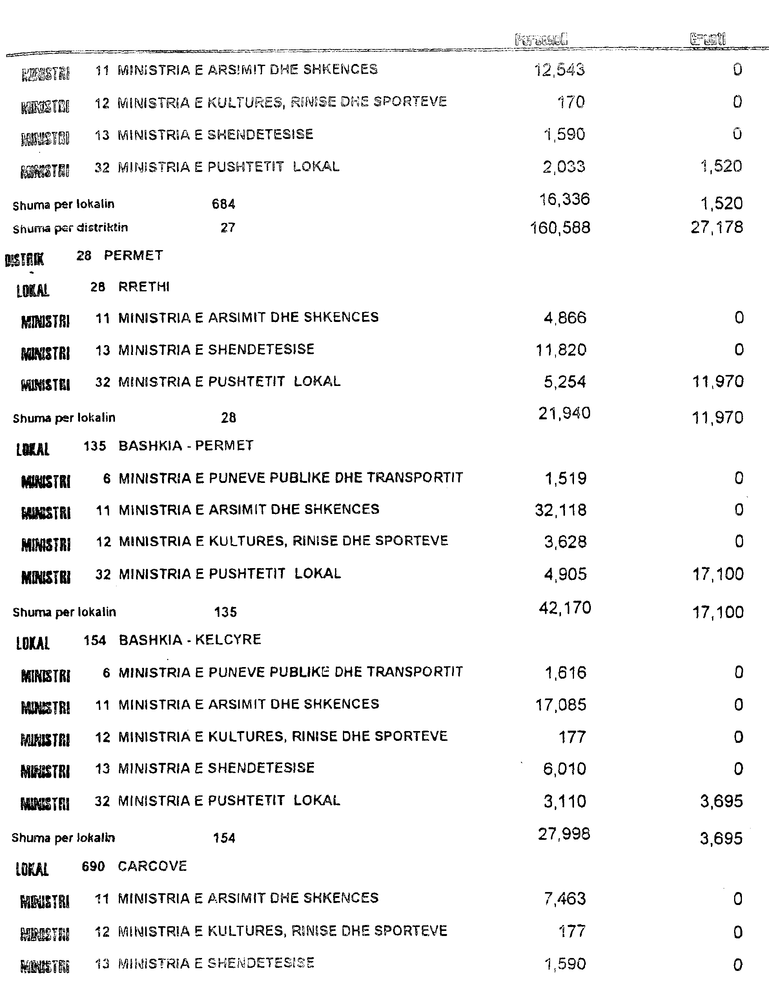 Personeli Granti
MINISTRI 11 MINISTRIA E ARSIMIT DHE SHKENCES 12,543 0
MINISTRI 12 MINISTRIA E KULTURES, RINISE DHE SPORTEVE 170 0
MINISTRI 13 MINISTRIA E SHENDETESISE 1,590 0
MINISTRI 32 MINISTRIA E PUSHTETIT LOKAL 2,033 1,520
Shuma per lokalin 684 16,336 1,520
Shuma per distriktin 27 160,588 27,178
DISTRIK 28 PERMET
LOKAL 28 RRETHI
MINISTRI 11 MINISTRIA E ARSIMIT DHE SHKENCES 4,866 0
MINISTRI 13 MINISTRIA E SHENDETESISE 11,820 0
MINISTRI 32 MINISTRIA E PUSHTETIT LOKAL 5,254 11,970
Shuma per lokalin 28 21,940 11,970
LOKAL 135 BASHKIA - PERMET
MINISTRI 6 MINISTRIA E PUNEVE PUBLIKE DHE TRANSPORTIT 1,519 0
MINISTRI 11 MINISTRIA E ARSIMIT DHE SHKENCES 32,118 0
MINISTRI 12 MINISTRIA E KULTURES, RINISE DHE SPORTEVE 3,628 0
MINISTRI 32 MINISTRIA E PUSHTETIT LOKAL 4,905 17,100
Shuma per lokalin 135 42,170 17,100
LOKAL 154 BASHKIA - KELCYRE
MINISTRI 6 MINISTRIA E PUNEVE PUBLIKE DHE TRANSPORTIT 1,616 0
MINISTRI 11 MINISTRIA E ARSIMIT DHE SHKENCES 17,085 0
MINISTRI 12 MINISTRIA E KULTURES, RINISE DHE SPORTEVE 177 0
MINISTRI 13 MINISTRIA E SHENDETESISE 6,010 0
MINISTRI 32 MINISTRIA E PUSHTETIT LOKAL 3,110 3,695
Shuma per lokalin 154 27,998 3,695
LOKAL 690 CARCOVE
MINISTRI 11 MINISTRIA E ARSIMIT DHE SHKENCES 7,463 0
MINISTRI 12 MINISTRIA E KULTURES, RINISE DHE SPORTEVE 177 0
MINISTRI 13 MINISTRIA E SHENDETESISE 1,590 0